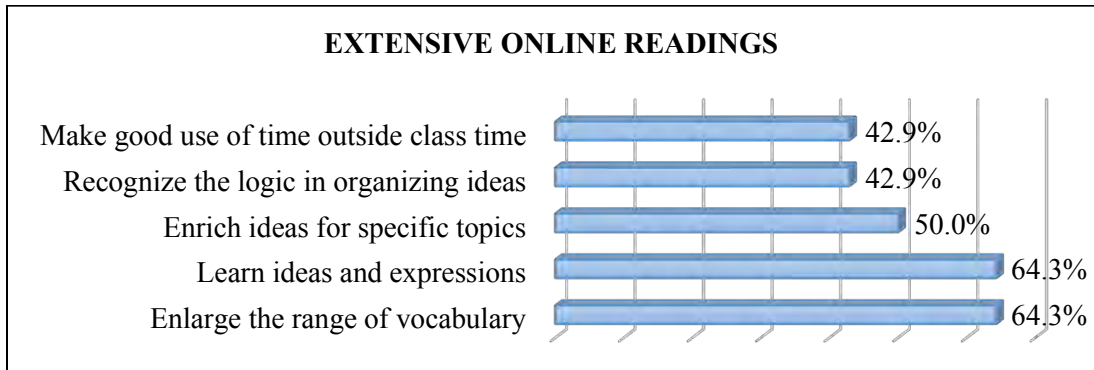 EXTENSIVE ONLINE READINGS
Make good use of time outside class time 42.9%
Recognize the logic in organizing ideas 42.9%
Enrich ideas for specific topics 50.0%
Learn ideas and expressions 64.3%
Enlarge the range of vocabulary 64.3%